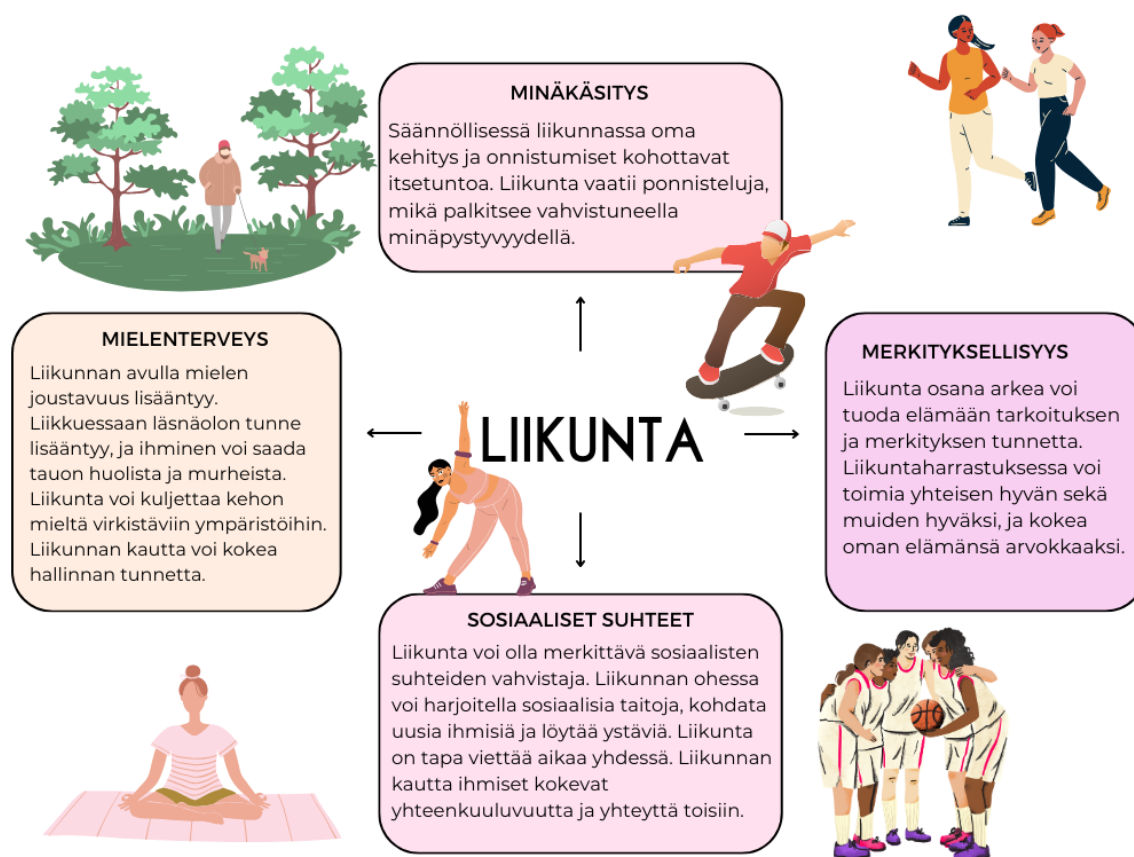 MINÄKÄSITYS
Säännöllisessä liikunnassa oma
kehitys ja onnistumiset kohottavat
itsetuntoa. Liikunta vaatii ponnisteluja,
mikä palkitsee vahvistuneella
minäpystyvyydellä.
MIELENTERVEYS
Liikunnan avulla mielen
joustavuus lisääntyy.
Liikkuessaan läsnäolon tunne
lisääntyy, ja ihminen voi saada
tauon huolista ja murheista.
Liikunta voi kuljettaa kehon
mieltä virkistäviin ympäristöihin.
Liikunnan kautta voi kokea
hallinnan tunnetta.
LIIKUNTA
MERKITYKSELLISYYS
Liikunta osana arkea voi
tuoda elämään tarkoituksen
ja merkityksen tunnetta.
Liikuntaharrastuksessa voi
toimia yhteisen hyvän sekä
muiden hyväksi, ja kokea
oman elämänsä arvokkaaksi.
SOSIAALISET SUHTEET
Liikunta voi olla merkittävä sosiaalisten
suhteiden vahvistaja. Liikunnan ohessa
voi harjoitella sosiaalisia taitoja, kohdata
uusia ihmisiä ja löytää ystäviä. Liikunta
on tapa viettää aikaa yhdessä. Liikunnan
kautta ihmiset kokevat
yhteenkuuluvuutta ja yhteyttä toisiin.